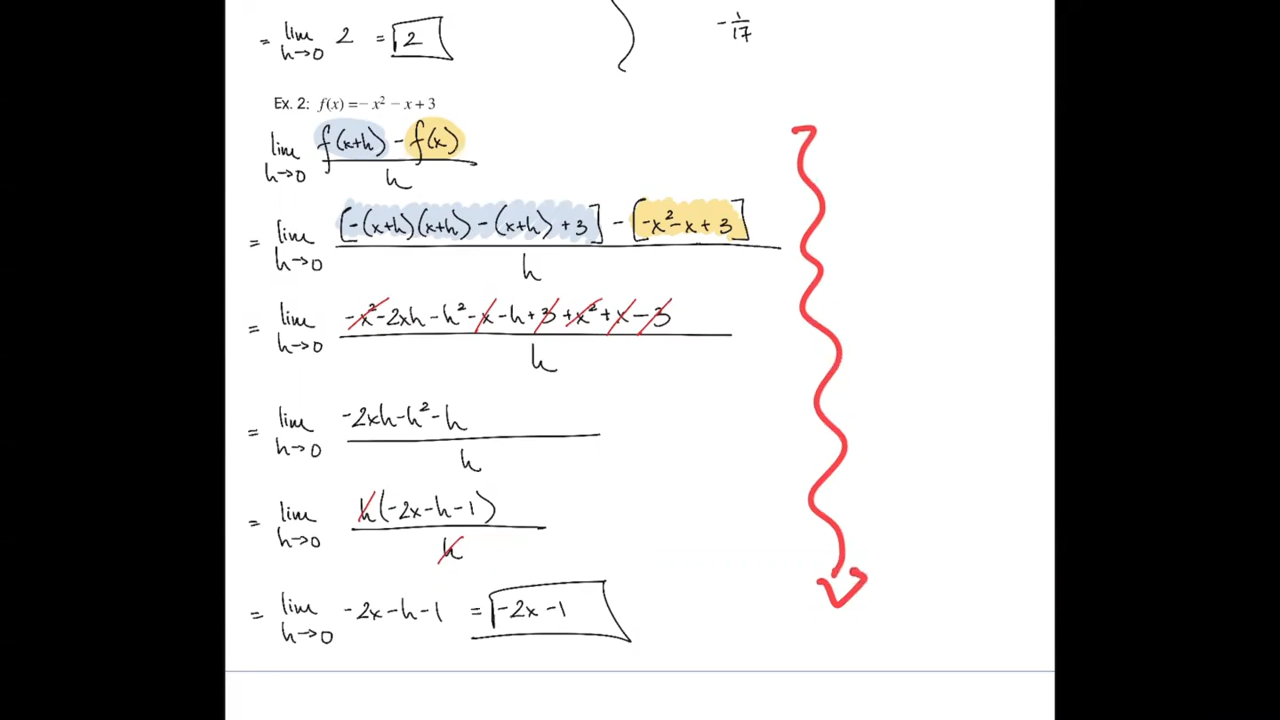 = lim h→0 2 = 2
-1/17
Ex. 2: f(x) = − x² − x + 3
lim h→0 (f(x+h) - f(x)) / h
= lim h→0 ([-(x+h)(x+h) - (x+h) + 3] - [-x² - x + 3]) / h
= lim h→0 (-x² - 2xh - h² - x - h + 3 + x² + x - 3) / h
= lim h→0 (-2xh - h² - h) / h
= lim h→0 h(-2x - h - 1) / h
= lim h→0 -2x - h - 1 = -2x - 1